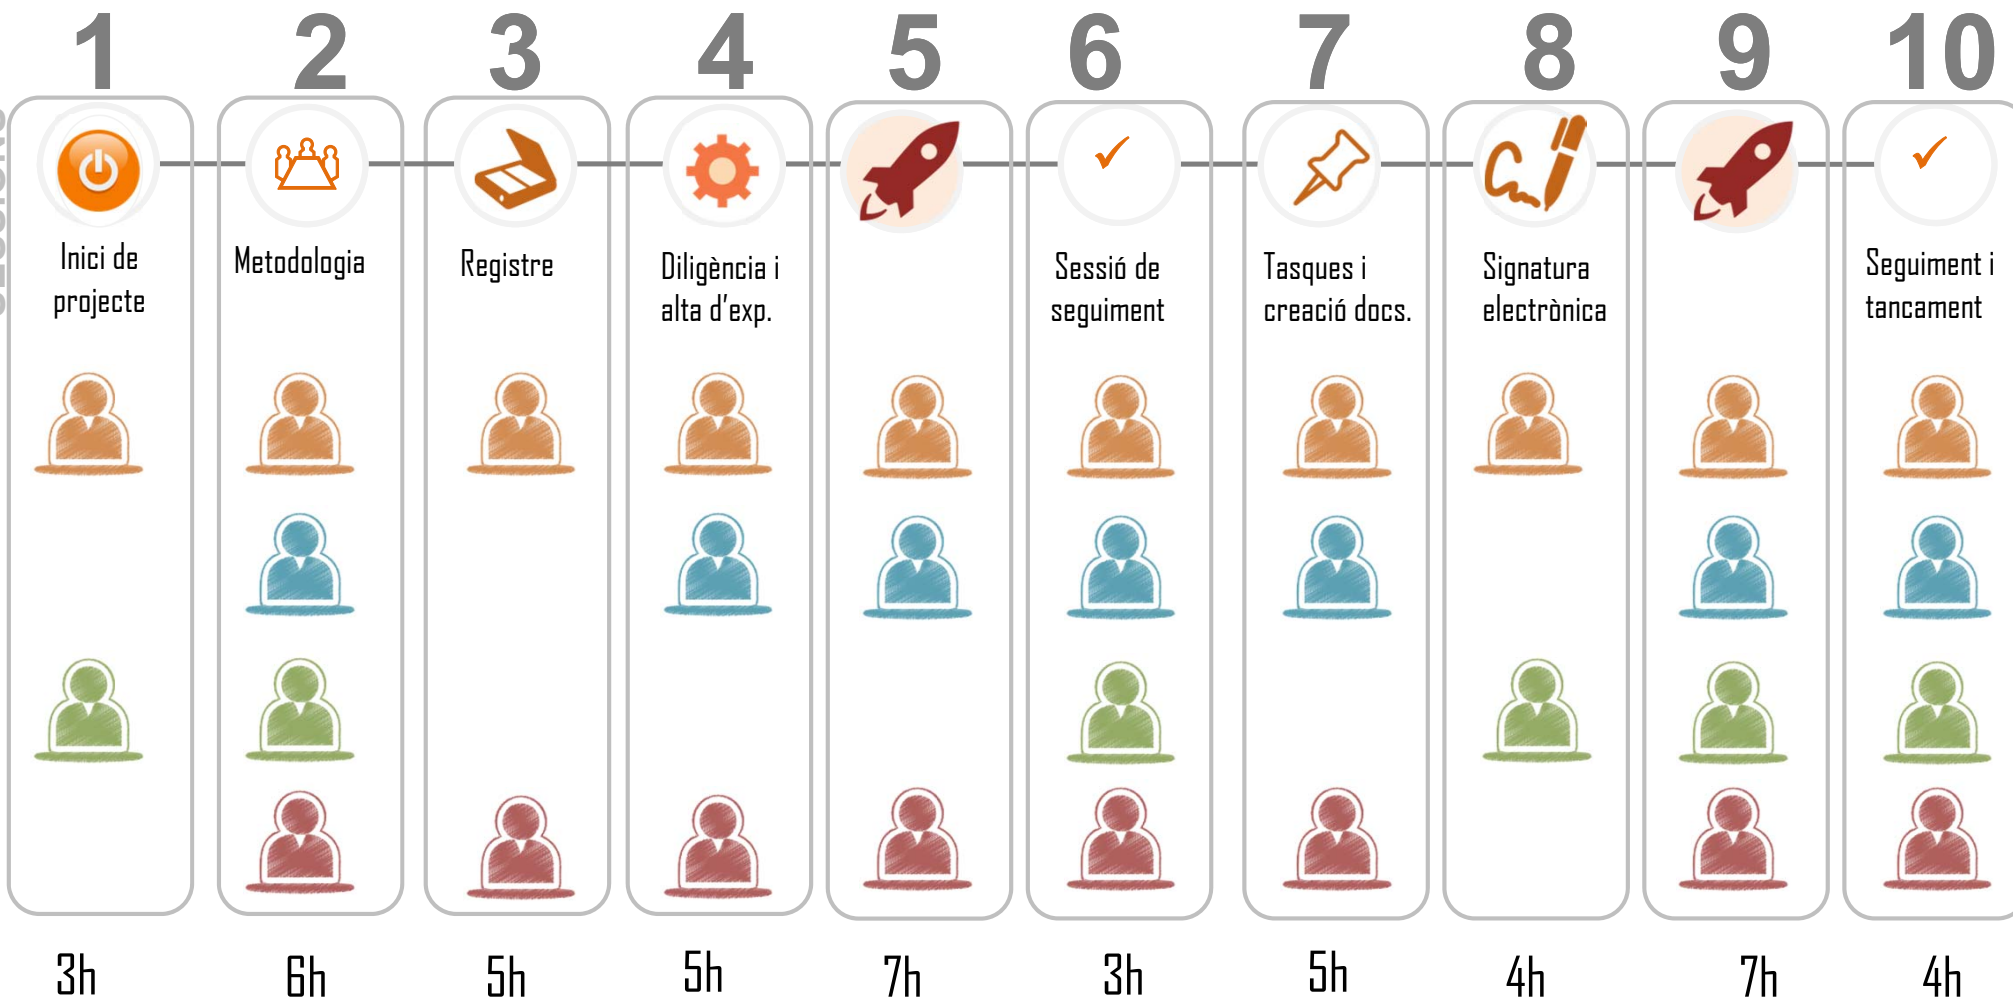 1 2 3 4 5 6 7 8 9 10
Inici de
projecte
Metodologia
Registre
Diligència i
alta d'exp.
Sessió de
seguiment
Tasques i
creació docs.
Signatura
electrònica
Seguiment i
tancament
3h 6h 5h 5h 7h 3h 5h 4h 7h 4h